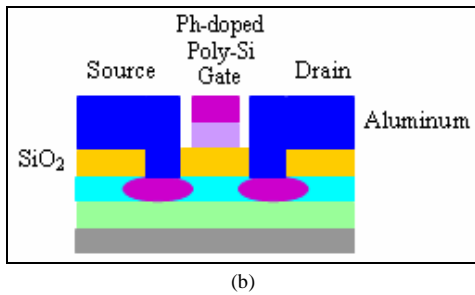 Ph-doped
Poly-Si
Gate
Source
Drain
Aluminum
SiO₂
(b)